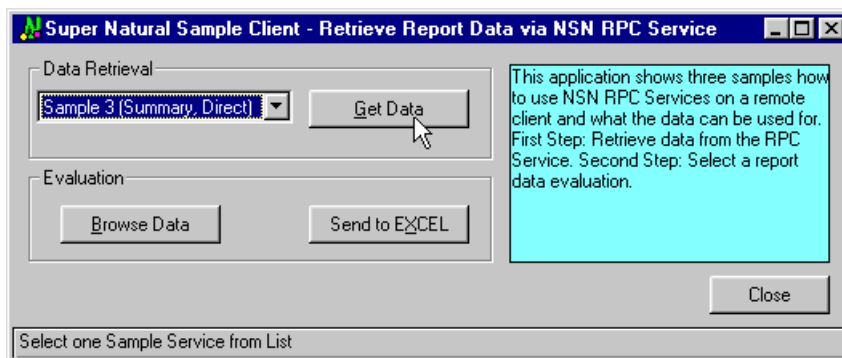 Super Natural Sample Client - Retrieve Report Data via NSN RPC Service
Data Retrieval
Sample 3 (Summary, Direct)
Get Data
This application shows three samples how
to use NSN RPC Services on a remote
client and what the data can be used for.
First Step: Retrieve data from the RPC
Service. Second Step: Select a report
data evaluation.
Evaluation
Browse Data
Send to EXCEL
Close
Select one Sample Service from List